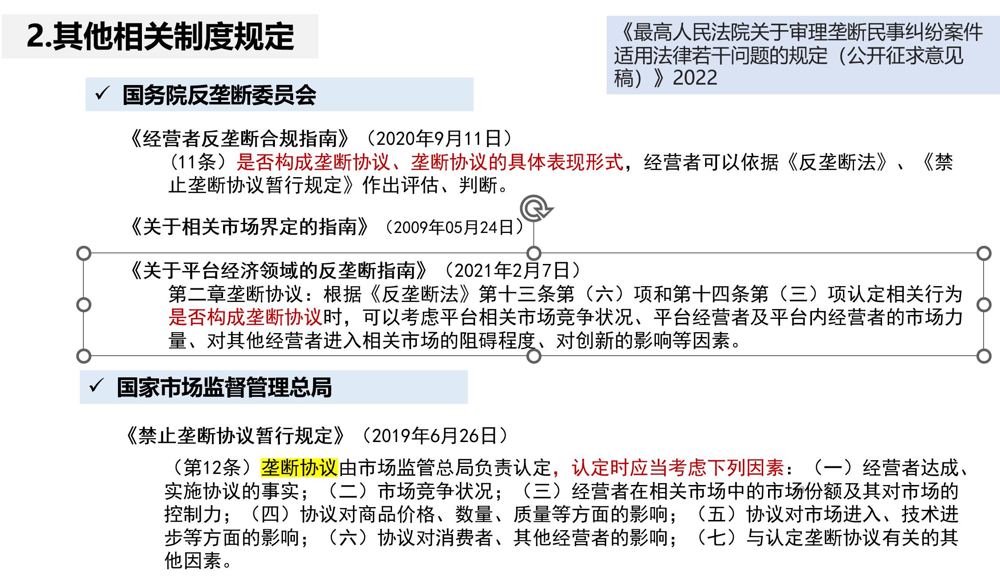 2.其他相关制度规定
《最高人民法院关于审理垄断民事纠纷案件
适用法律若干问题的规定（公开征求意见
稿）》2022
✓ 国务院反垄断委员会
《经营者反垄断合规指南》（2020年9月11日）
（11条）是否构成垄断协议、垄断协议的具体表现形式，经营者可以依据《反垄断法》、《禁
止垄断协议暂行规定》作出评估、判断。
《关于相关市场界定的指南》（2009年05月24日）
《关于平台经济领域的反垄断指南》（2021年2月7日）
第二章垄断协议：根据《反垄断法》第十三条第（六）项和第十四条第（三）项认定相关行为
是否构成垄断协议时，可以考虑平台相关市场竞争状况、平台经营者及平台内经营者的市场力
量、对其他经营者进入相关市场的阻碍程度、对创新的影响等因素。
✓ 国家市场监督管理总局
《禁止垄断协议暂行规定》（2019年6月26日）
（第12条）垄断协议由市场监管总局负责认定，认定时应当考虑下列因素：（一）经营者达成、
实施协议的事实；（二）市场竞争状况；（三）经营者在相关市场中的市场份额及其对市场的
控制力；（四）协议对商品价格、数量、质量等方面的影响；（五）协议对市场进入、技术进
步等方面的影响；（六）协议对消费者、其他经营者的影响；（七）与认定垄断协议有关的其
他因素。